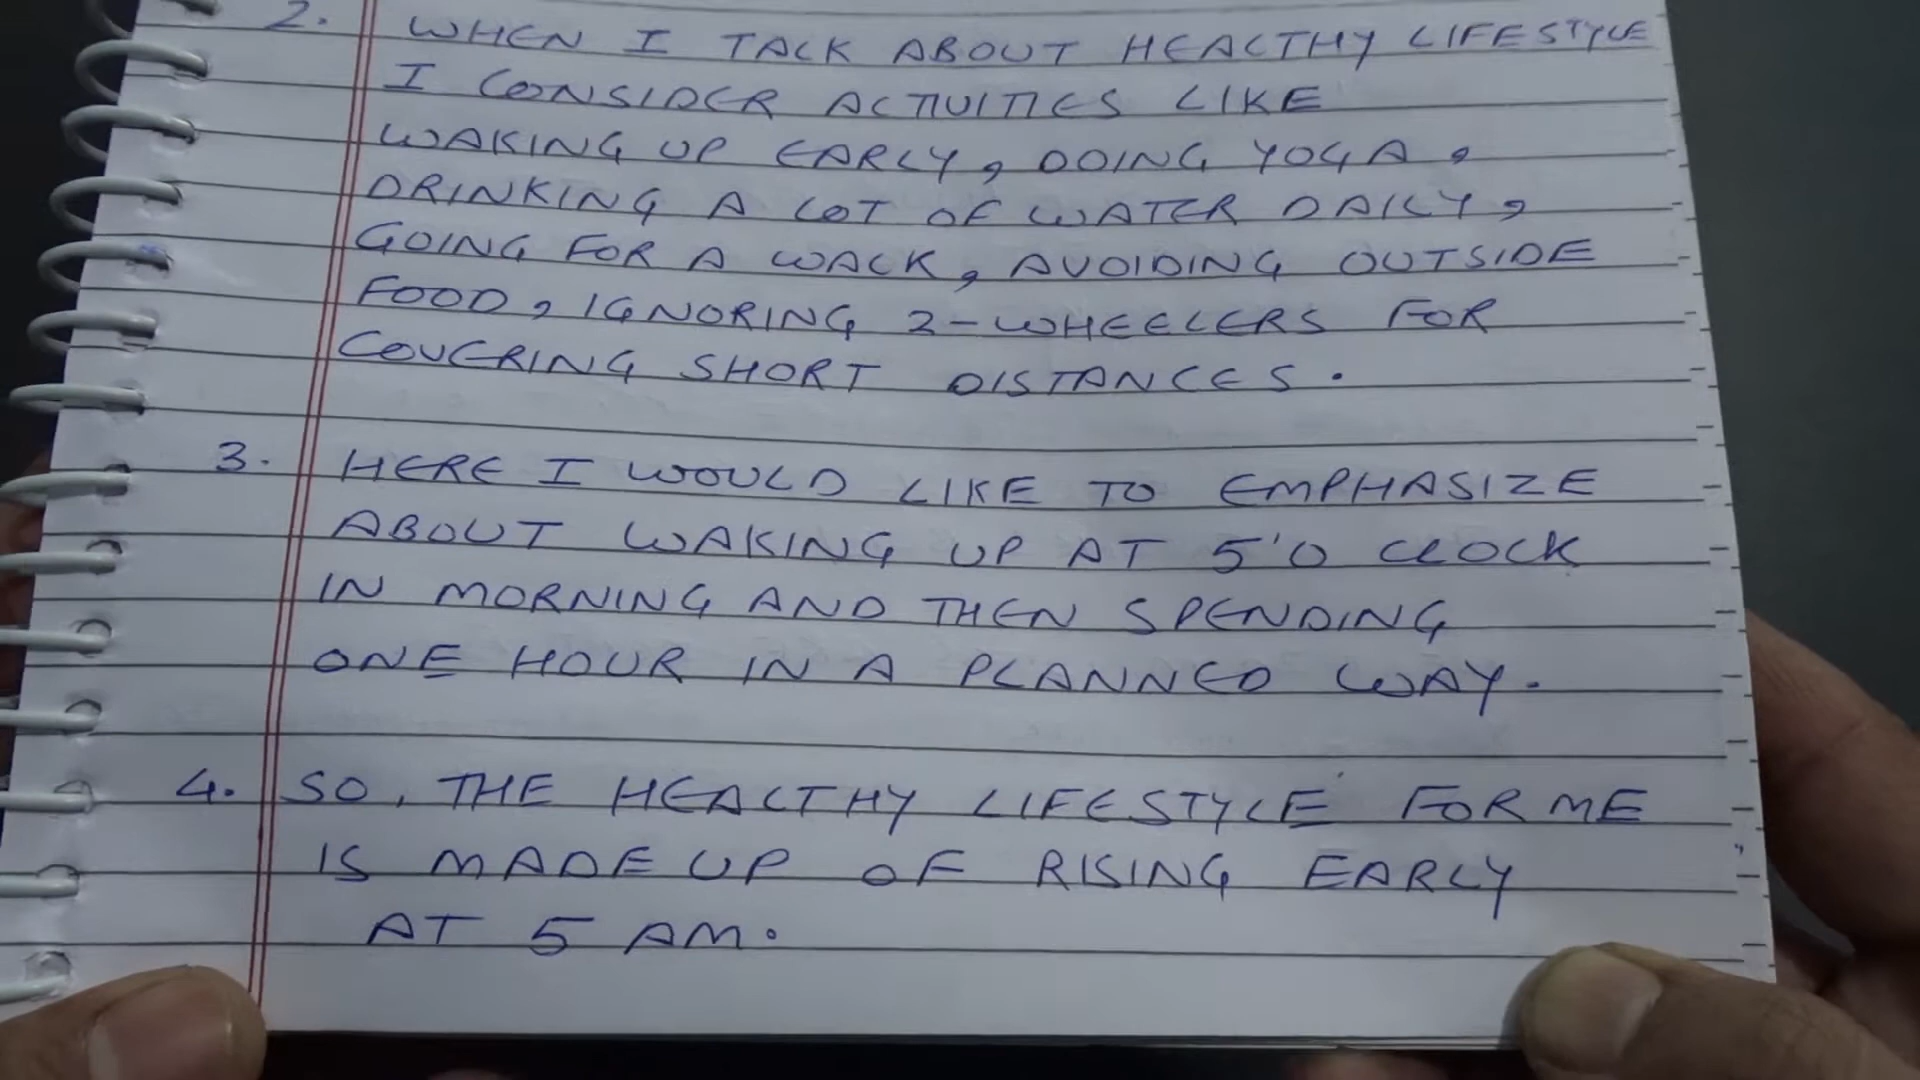 2. WHEN I TALK ABOUT HEALTHY LIFESTYLE
I CONSIDER ACTIVITIES LIKE
WAKING UP EARLY, DOING YOGA,
DRINKING A LOT OF WATER DAILY,
GOING FOR A WALK, AVOIDING OUTSIDE
FOOD, IGNORING 2-WHEELERS FOR
COVERING SHORT DISTANCES.
3. HERE I WOULD LIKE TO EMPHASIZE
ABOUT WAKING UP AT 5'O CLOCK
IN MORNING AND THEN SPENDING
ONE HOUR IN A PLANNED WAY.
4. SO, THE HEALTHY LIFESTYLE FOR ME
IS MADE UP OF RISING EARLY
AT 5 AM.